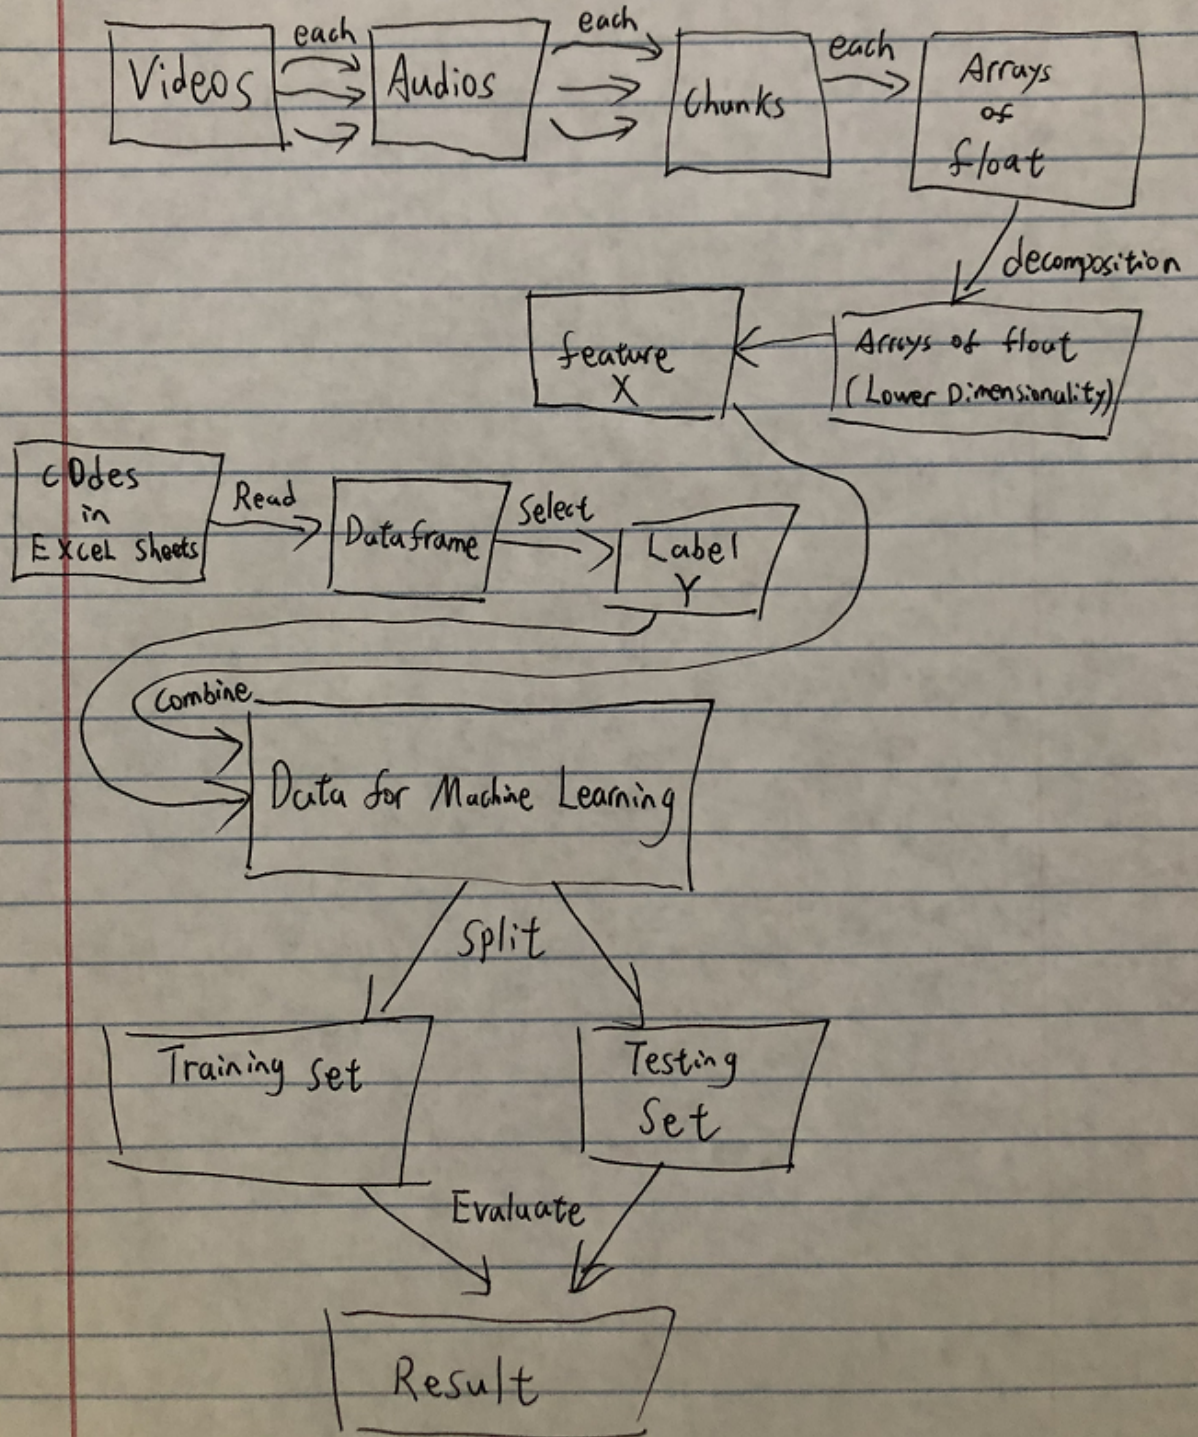 each
each
each
Videos
Audios
Chunks
Arrays
of
float
decomposition
feature
X
Arrays of float
(Lower Dimensionality)
CODes
in
EXCEL Sheets
Read
Dataframe
Select
Label
Y
Combine
Data for Machine Learning
Split
Training Set
Testing
Set
Evaluate
Result